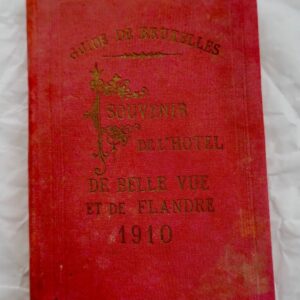 GUIDE DE BRUXELLES
SOUVENIR
DE L'HOTEL
DE BELLE VUE
ET DE FLANDRE
1910